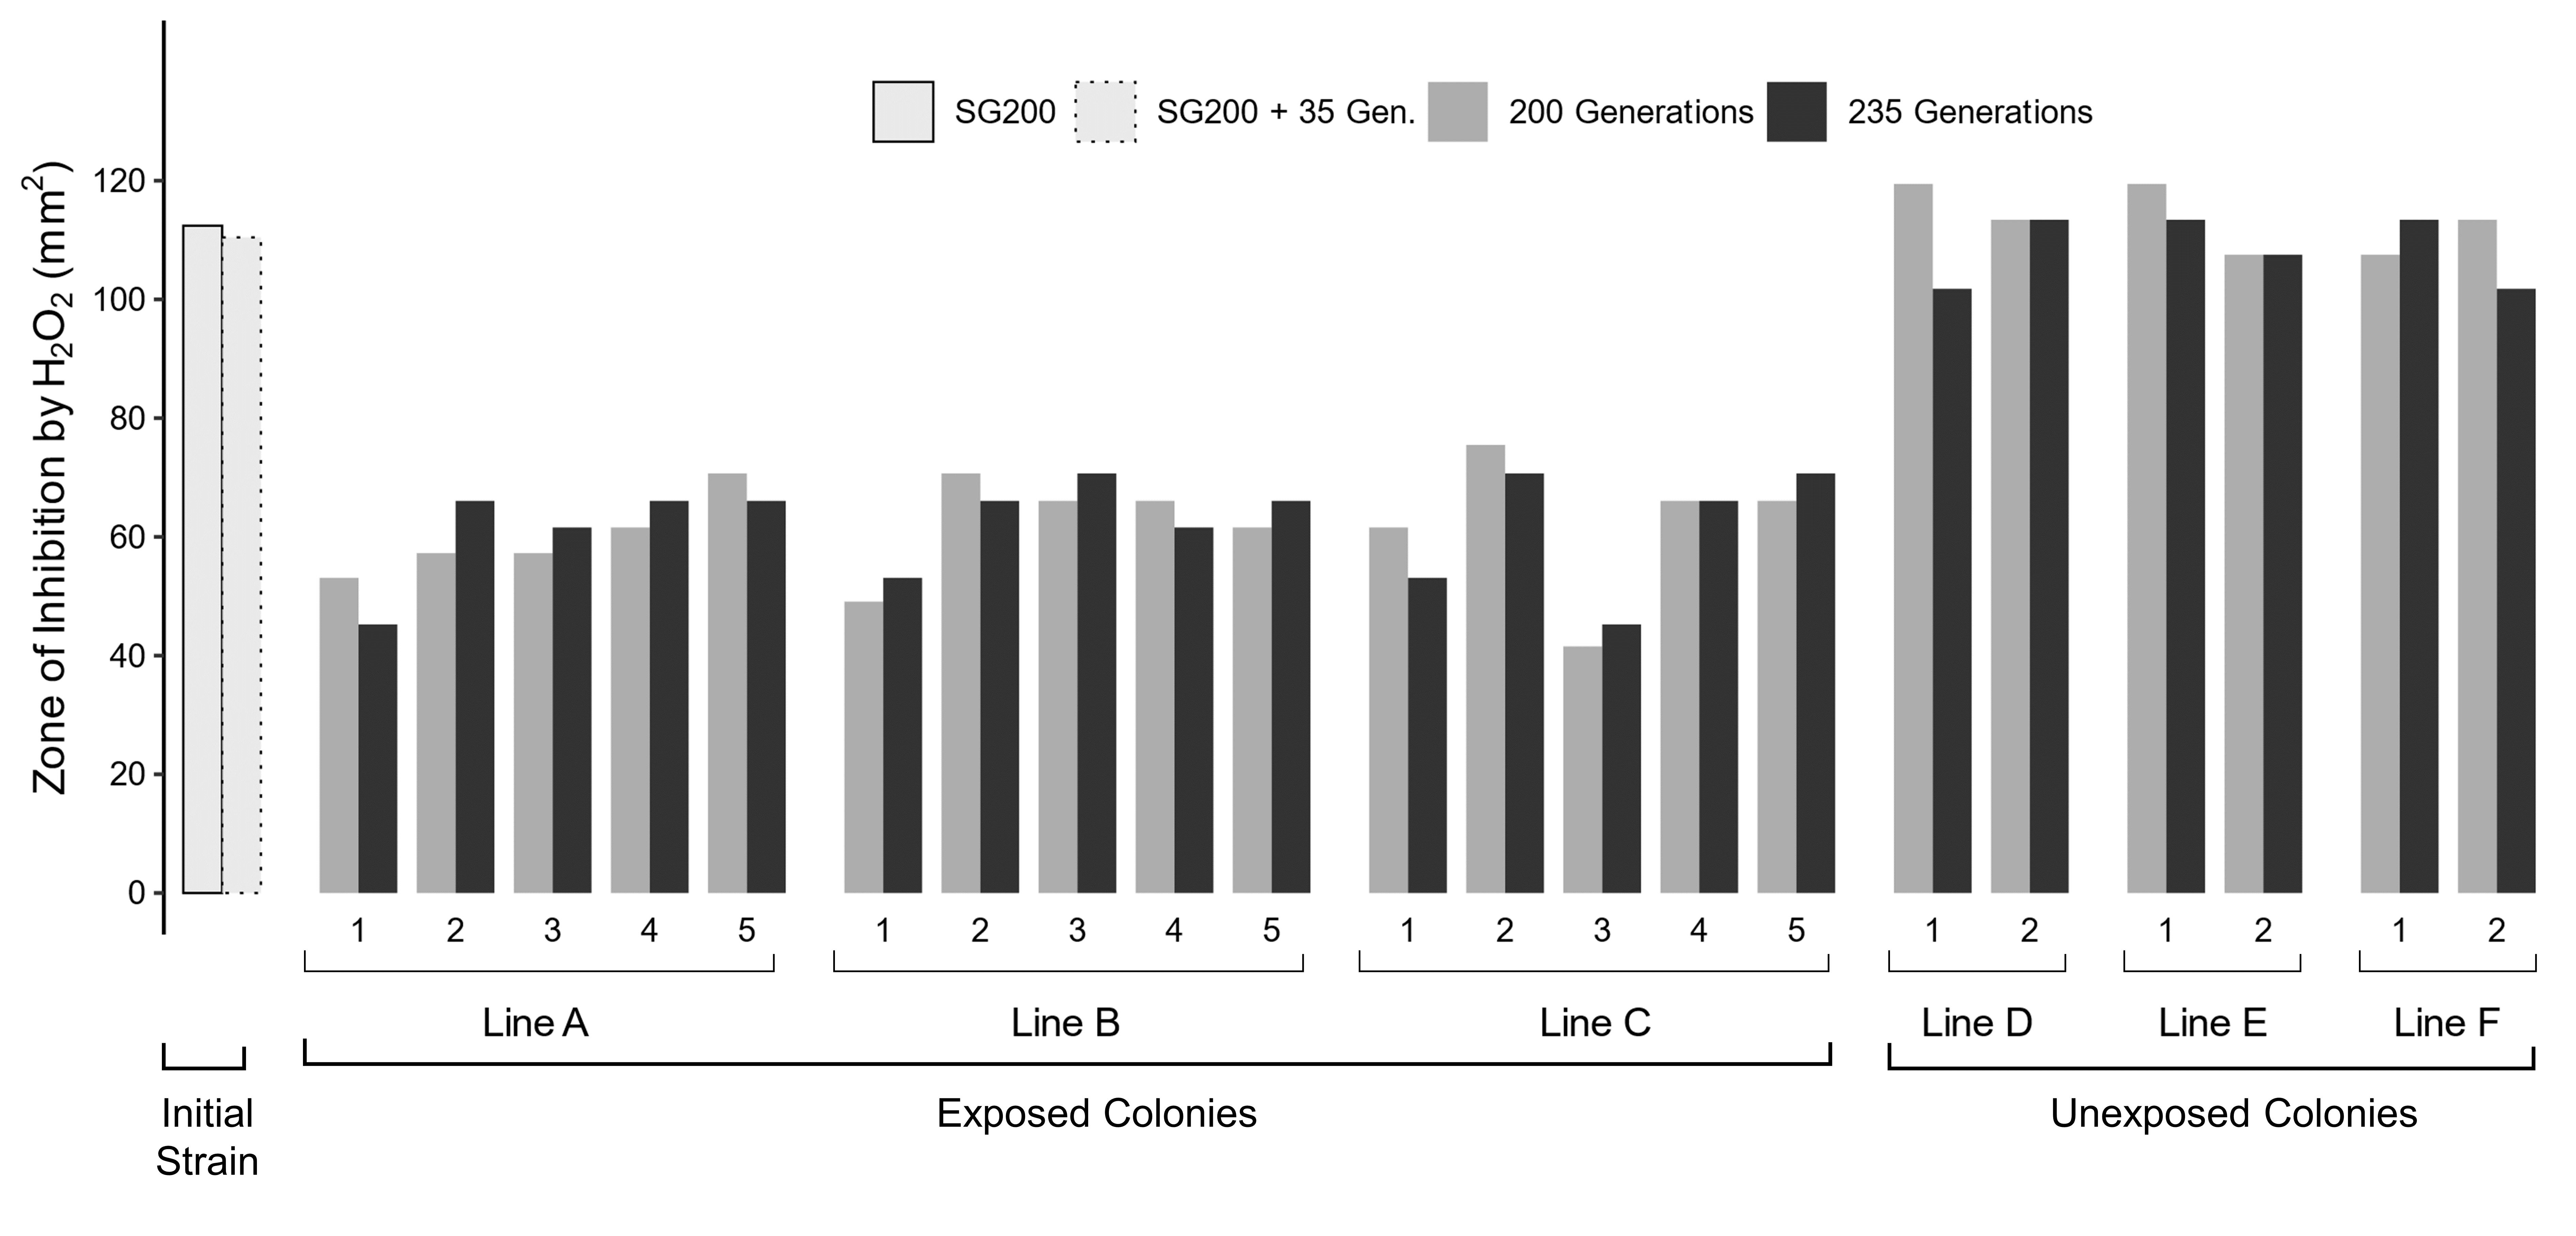 SG200 SG200 + 35 Gen. 200 Generations 235 Generations
Zone of Inhibition by H₂O₂ (mm²)
120
100
80
60
40
20
0
1 2 3 4 5 1 2 3 4 5 1 2 3 4 5 1 2 1 2 1 2
Line A Line B Line C Line D Line E Line F
Initial Strain Exposed Colonies Unexposed Colonies